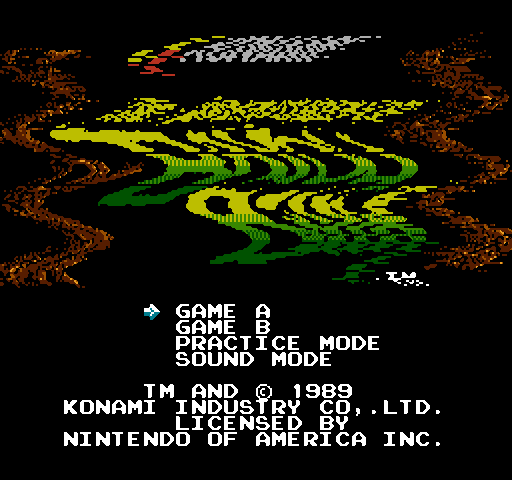 TM
GAME A
GAME B
PRACTICE MODE
SOUND MODE
TM AND © 1989
KONAMI INDUSTRY CO,.LTD.
LICENSED BY
NINTENDO OF AMERICA INC.